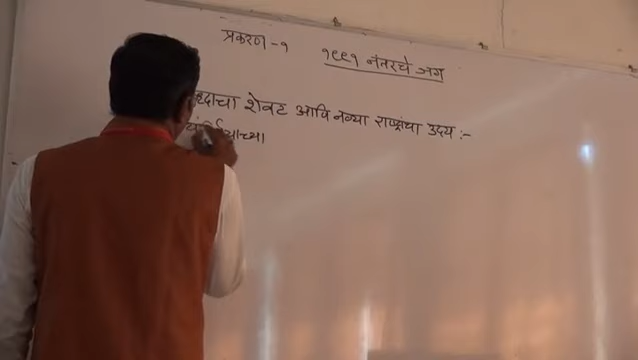 प्रकरण - १ १९९१ नंतरचे जग
शेवट आणि नव्या राष्ट्रांचा उदय :-